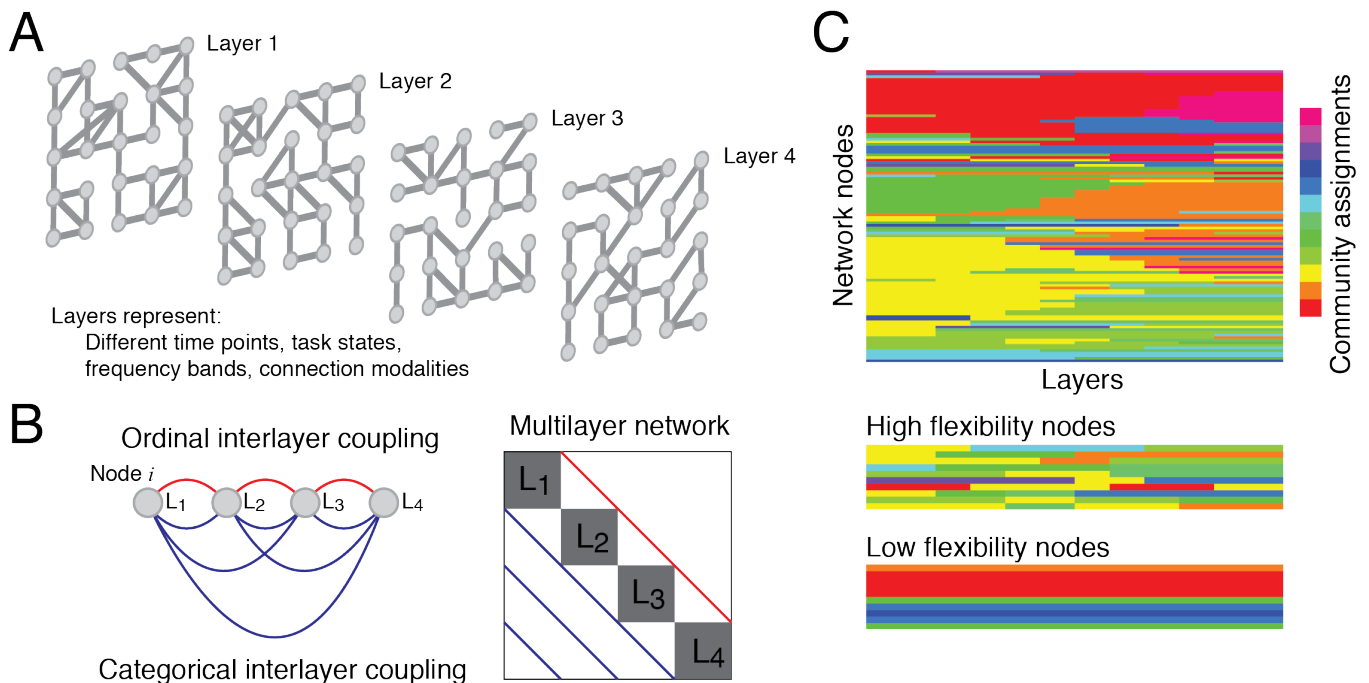 A
Layer 1
Layer 2
Layer 3
Layer 4
Layers represent:
Different time points, task states,
frequency bands, connection modalities
B
Ordinal interlayer coupling
Node i
L1
L2
L3
L4
Categorical interlayer coupling
Multilayer network
L1
L2
L3
L4
C
Network nodes
Layers
Community assignments
High flexibility nodes
Low flexibility nodes